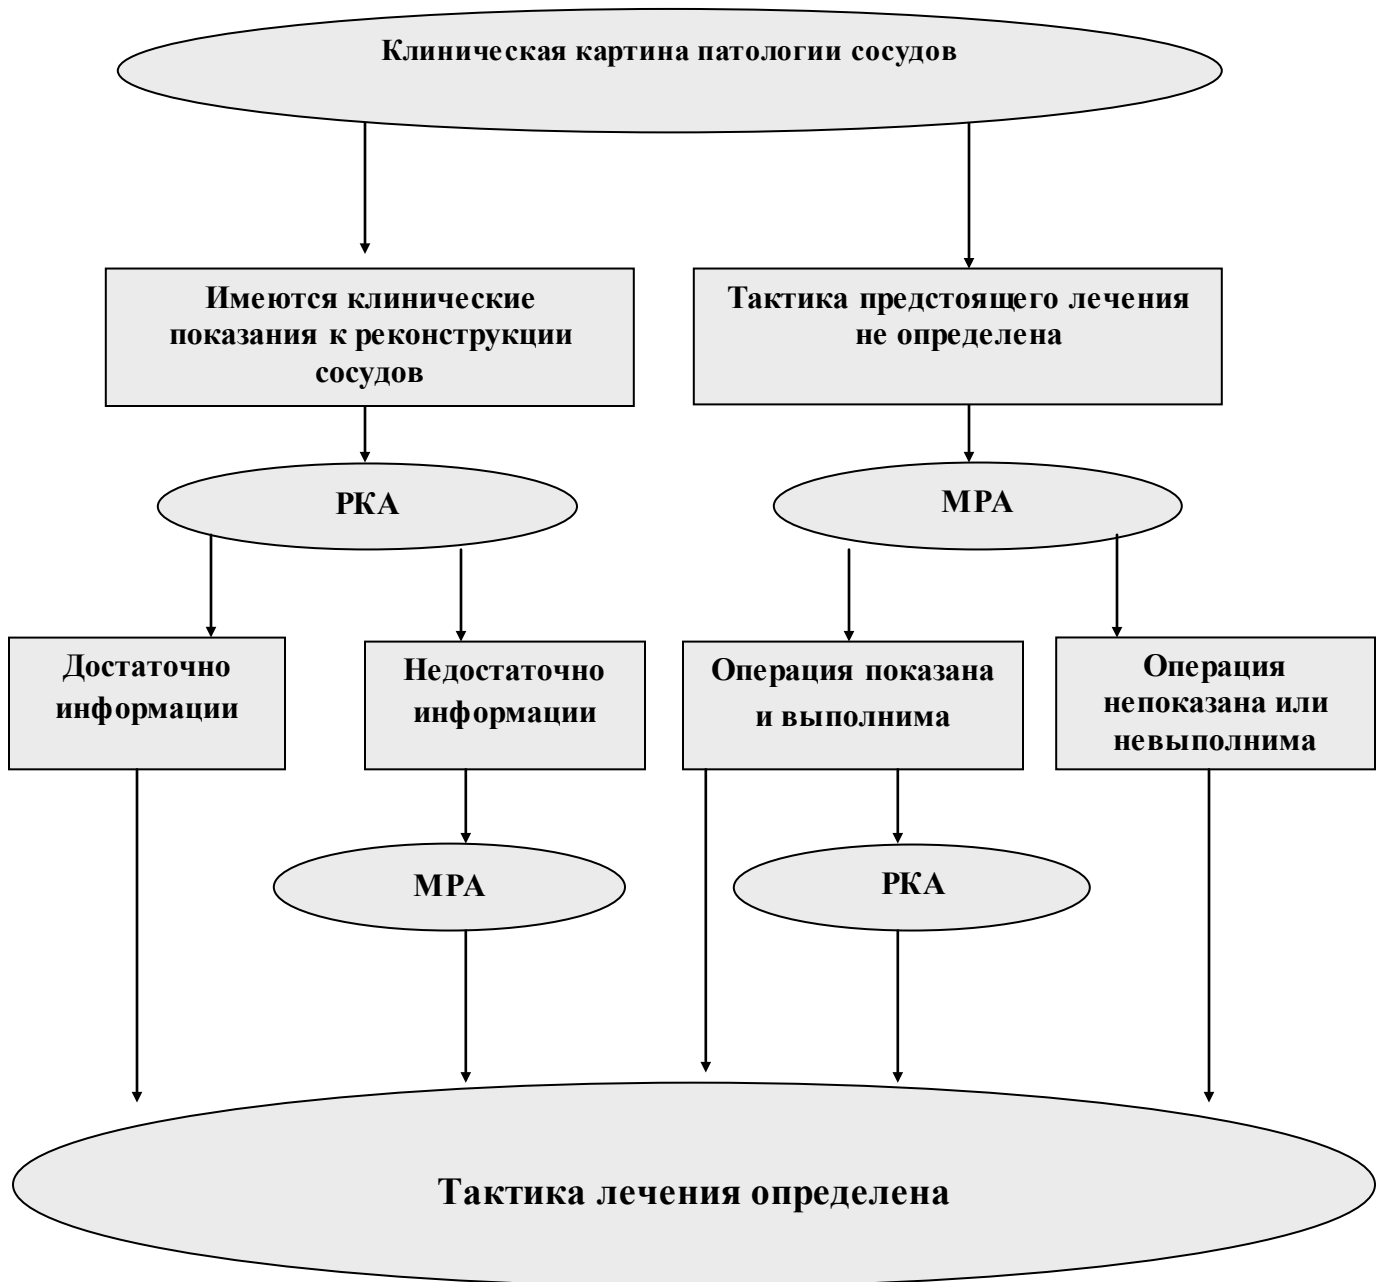 Клиническая картина патологии сосудов
Имеются клинические
показания к реконструкции
сосудов
Тактика предстоящего лечения
не определена
РКА
МРА
Достаточно
информации
Недостаточно
информации
Операция показана
и выполнима
Операция
непоказана или
невыполнима
МРА
РКА
Тактика лечения определена